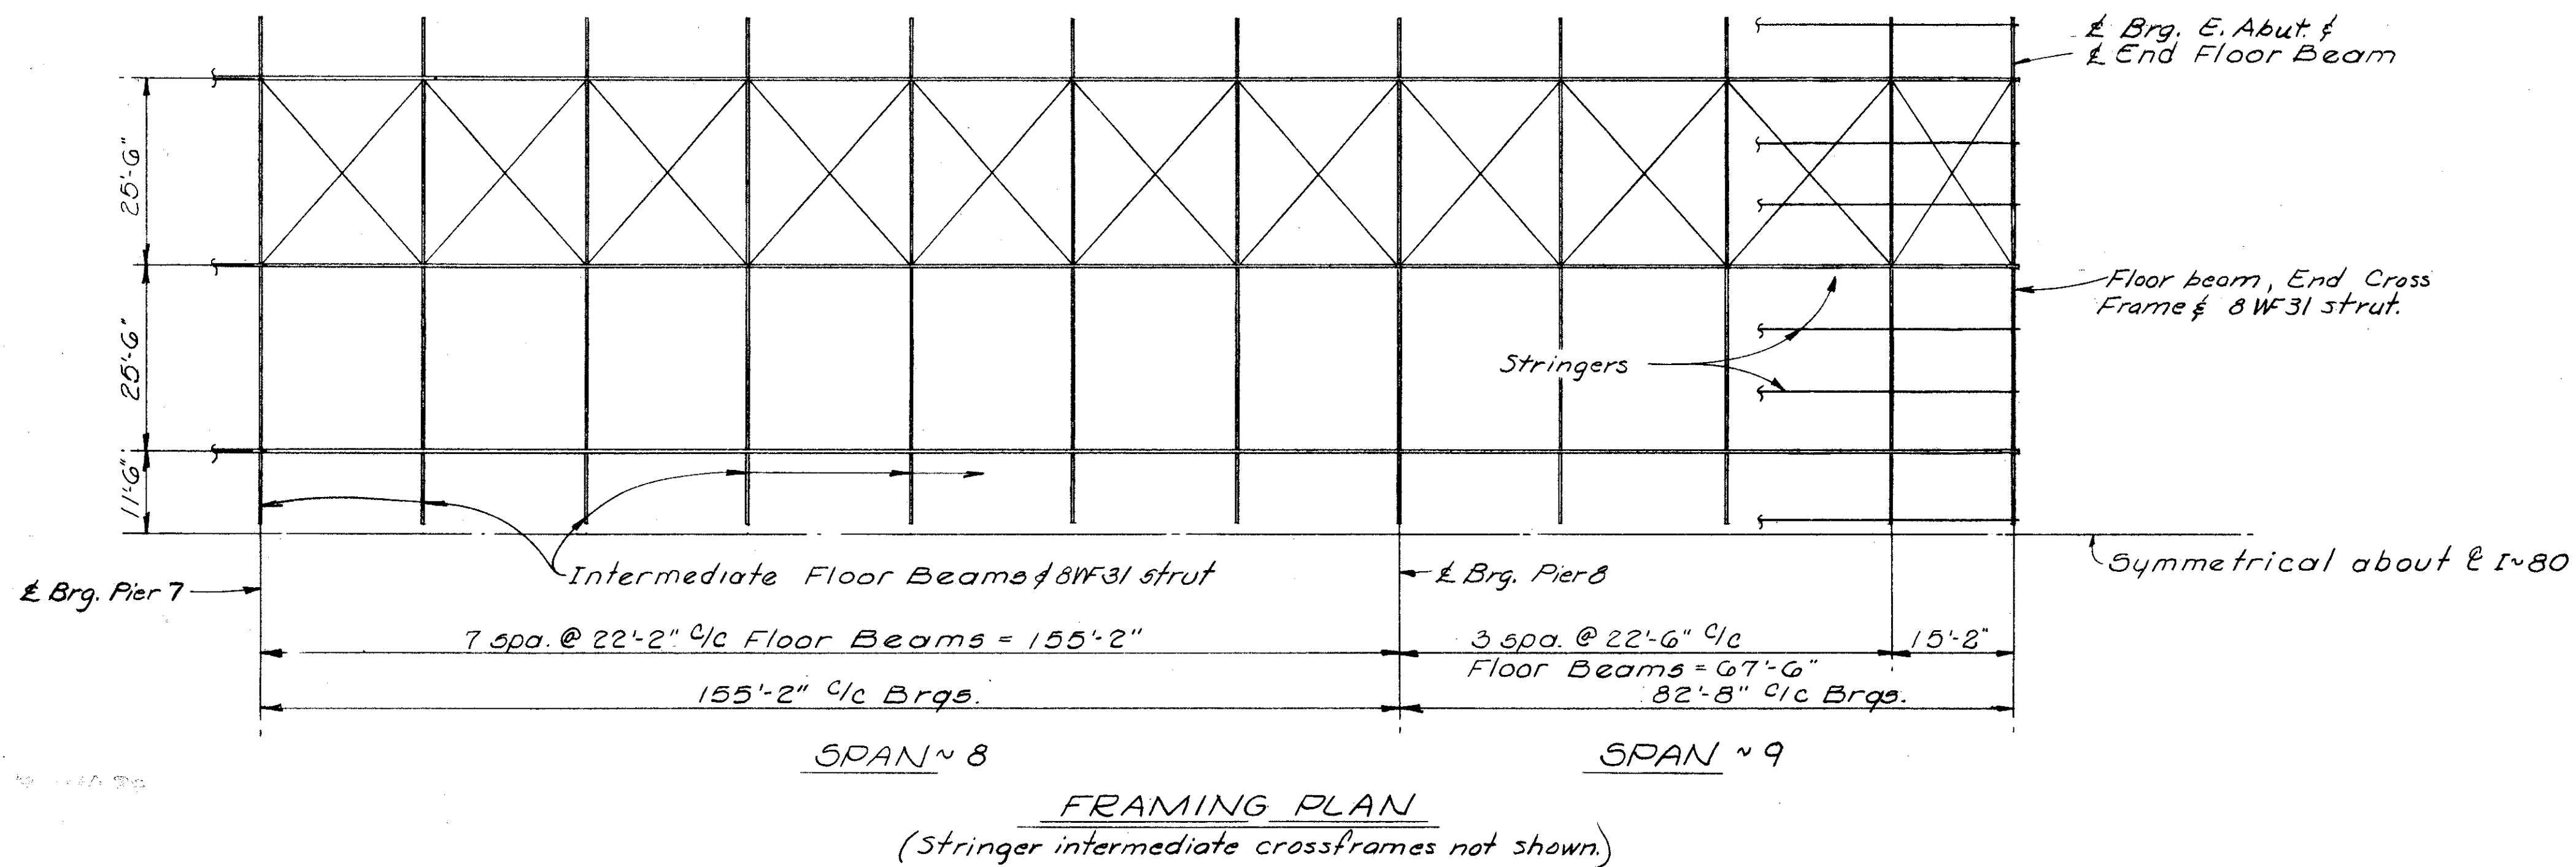 ℄ Brg. E. Abut. &
℄ End Floor Beam
25'-6"
Floor beam, End Cross
Frame & 8 WF 31 strut.
25'-6"
Stringers
11'-6"
Intermediate Floor Beams & 8WF31 strut
℄ Brg. Pier 8
Symmetrical about ℄ I~80
℄ Brg. Pier 7
7 spa. @ 22'-2" C/c Floor Beams = 155'-2"
3 spa. @ 22'-6" C/c
Floor Beams = 67'-6"
15'-2"
155'-2" C/c Brgs.
82'-8" C/c Brgs.
SPAN ~ 8
SPAN ~ 9
FRAMING PLAN
(Stringer intermediate crossframes not shown.)